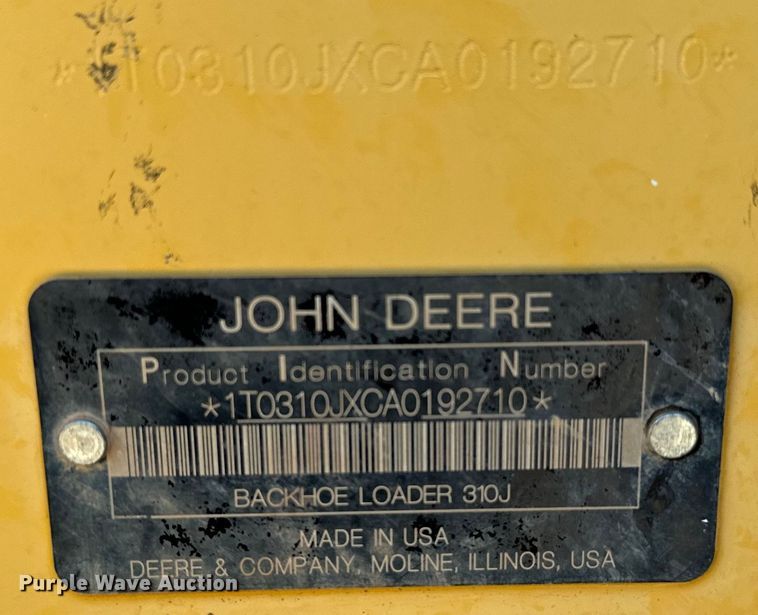 *1T0310JXCA0192710*
JOHN DEERE
Product Identification Number
*1T0310JXCA0192710*
BACKHOE LOADER 310J
MADE IN USA
DEERE & COMPANY, MOLINE, ILLINOIS, USA
Purple Wave Auction